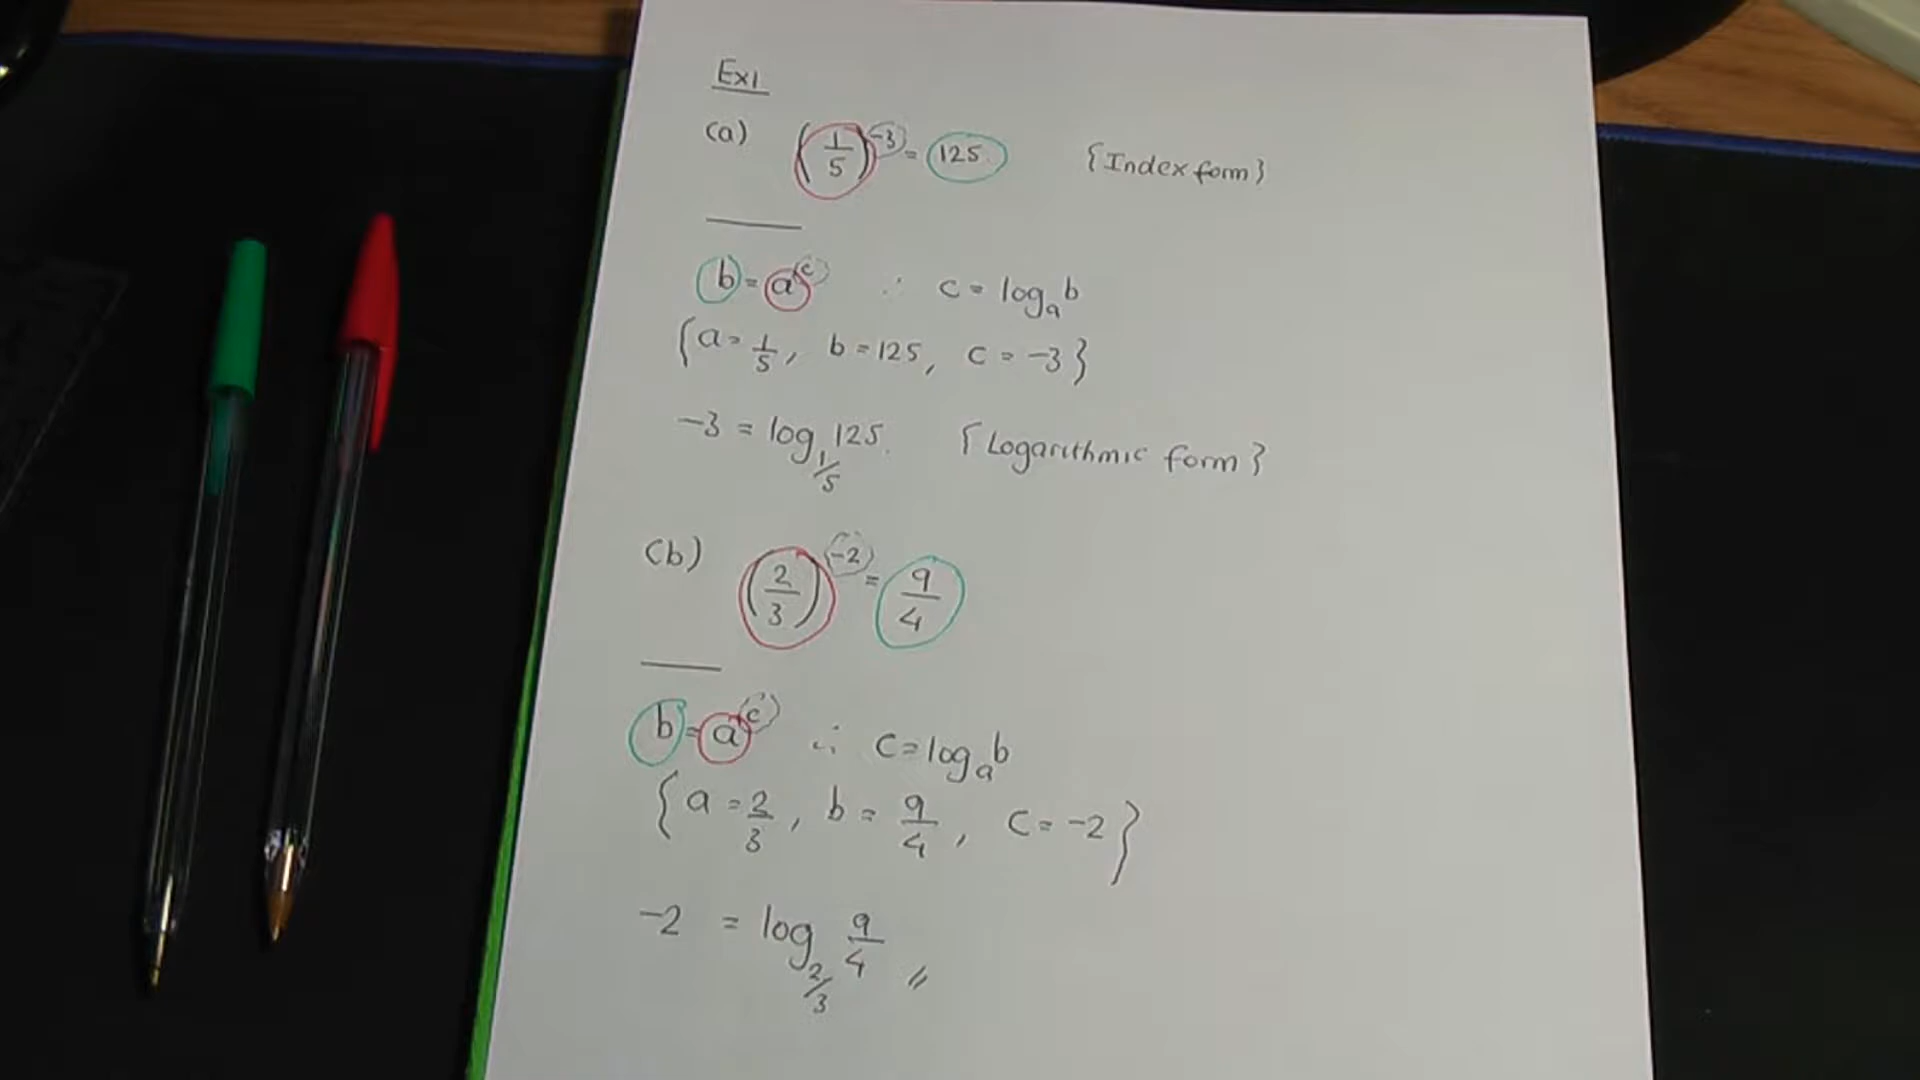 Ex1
(a) (1/5)^-3 = 125 {Index form}
b = a^c ∴ c = log_a b
{a = 1/5, b = 125, c = -3}
-3 = log_1/5 125. {Logarithmic form}
(b) (2/3)^-2 = 9/4
b = a^c ∴ c = log_a b
{a = 2/3, b = 9/4, c = -2}
-2 = log_2/3 9/4 //